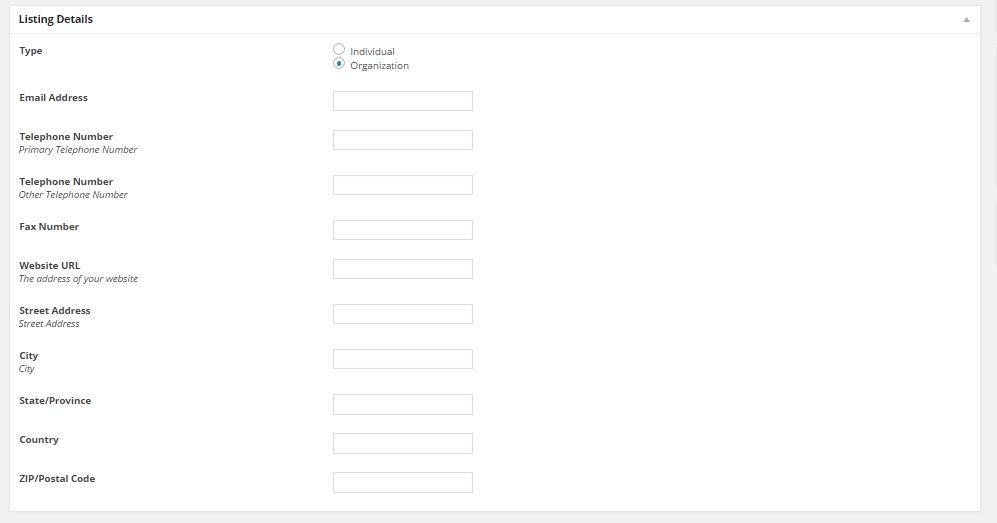 Listing Details
Type
Individual
Organization
Email Address
Telephone Number
Primary Telephone Number
Telephone Number
Other Telephone Number
Fax Number
Website URL
The address of your website
Street Address
Street Address
City
City
State/Province
Country
ZIP/Postal Code